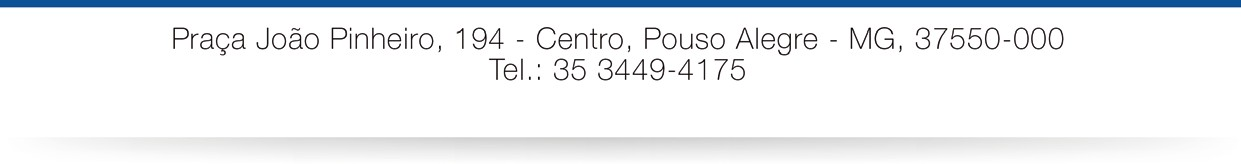 Praça João Pinheiro, 194 - Centro, Pouso Alegre - MG, 37550-000
Tel.: 35 3449-4175